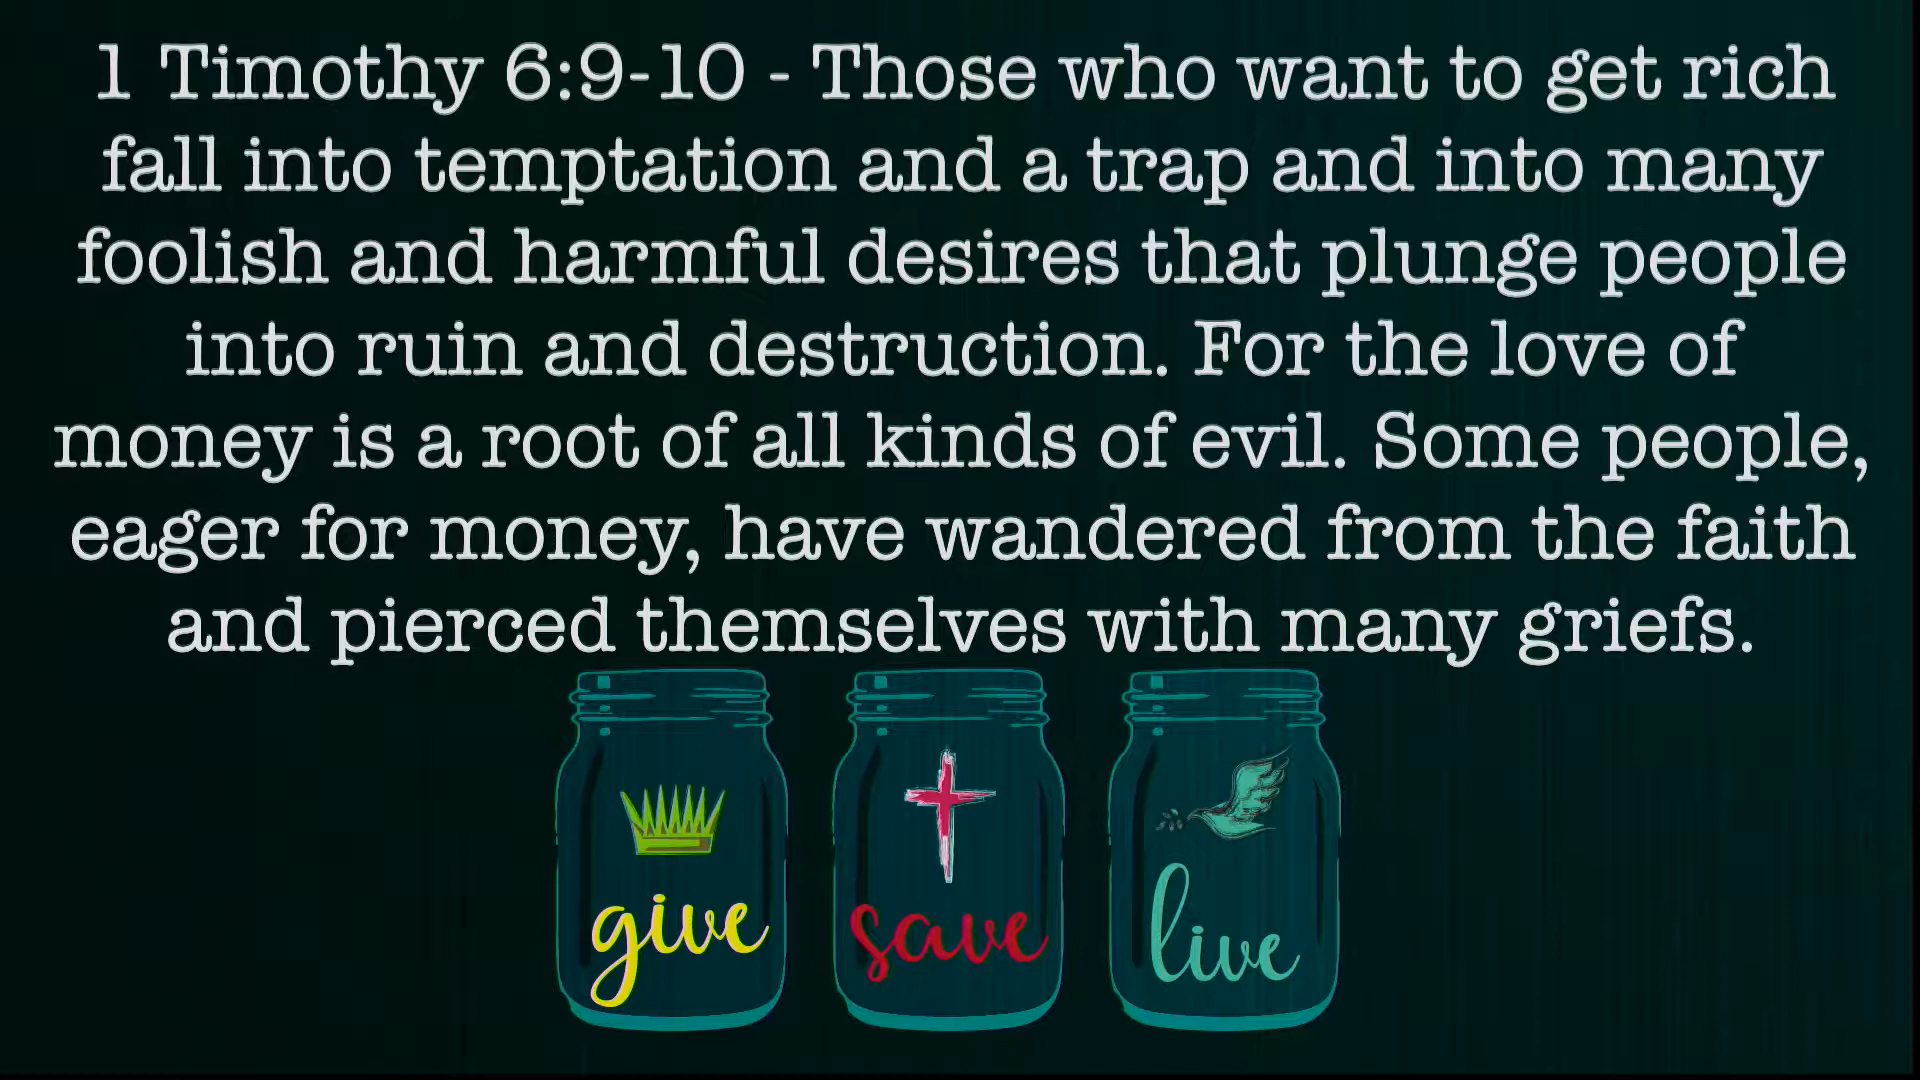 1 Timothy 6:9-10 - Those who want to get rich
fall into temptation and a trap and into many
foolish and harmful desires that plunge people
into ruin and destruction. For the love of
money is a root of all kinds of evil. Some people,
eager for money, have wandered from the faith
and pierced themselves with many griefs.
give
save
live